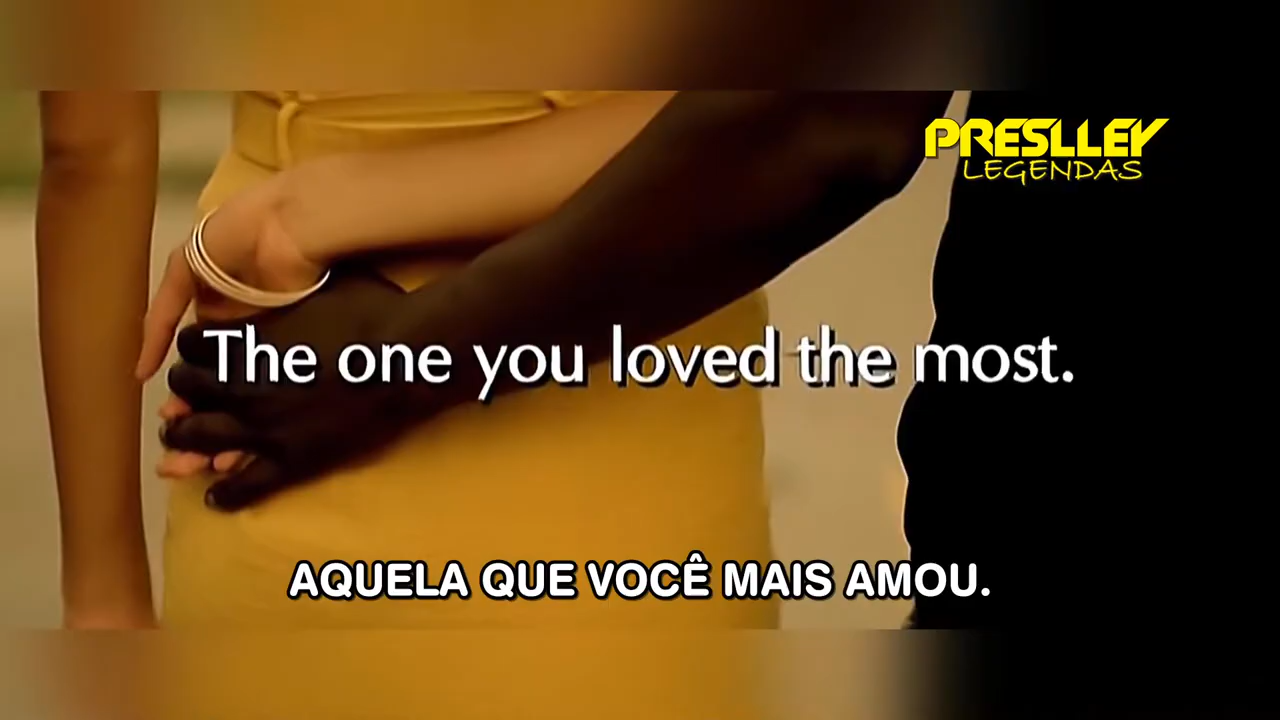 PRESLLEY
LEGENDAS
The one you loved the most.
AQUELA QUE VOCÊ MAIS AMOU.